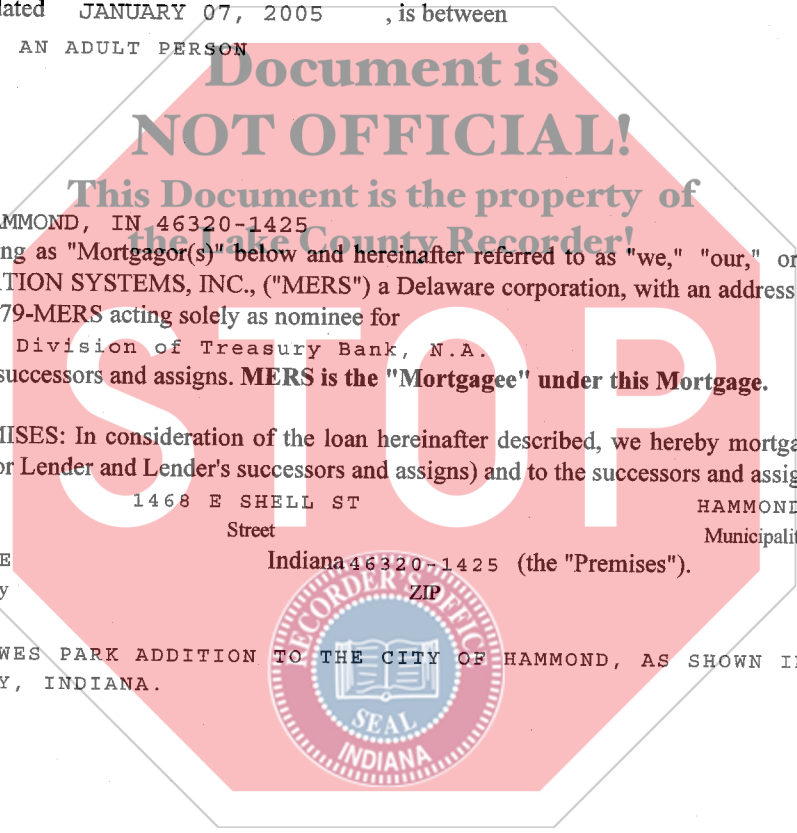 dated JANUARY 07, 2005 , is between
AN ADULT PERSON
Document is
NOT OFFICIAL!
This Document is the property of
the Lake County Recorder!
AMMOND, IN 46320-1425
ng as "Mortgagor(s)" below and hereinafter referred to as "we," "our," or
TION SYSTEMS, INC., ("MERS") a Delaware corporation, with an address
79-MERS acting solely as nominee for
Division of Treasury Bank, N.A.
successors and assigns. MERS is the "Mortgagee" under this Mortgage.
STOP
MISES: In consideration of the loan hereinafter described, we hereby mortga
or Lender and Lender's successors and assigns) and to the successors and assig
1468 E SHELL ST HAMMOND
Street Municipalit
E Indiana 46320-1425 (the "Premises").
y ZIP
RECORDER'S OFFICE
WES PARK ADDITION TO THE CITY OF HAMMOND, AS SHOWN I
Y, INDIANA.
SEAL
INDIANA